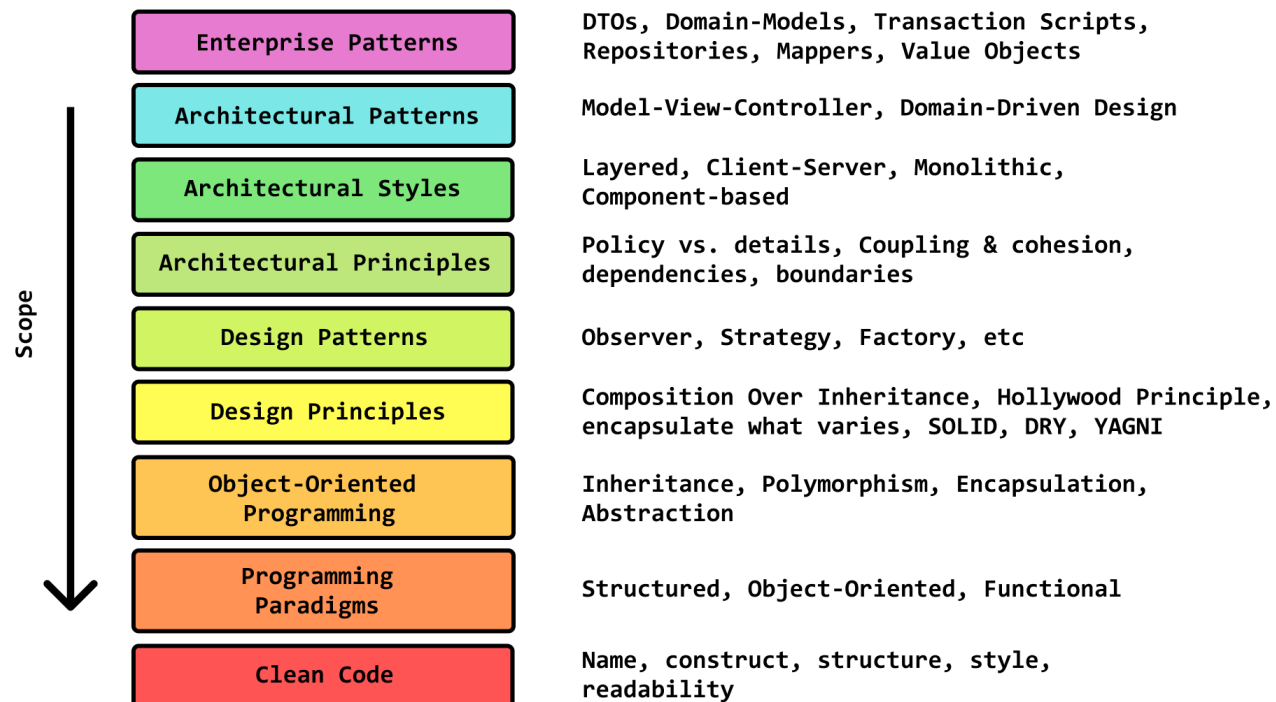 Enterprise Patterns
DTOs, Domain-Models, Transaction Scripts,
Repositories, Mappers, Value Objects
Architectural Patterns
Model-View-Controller, Domain-Driven Design
Architectural Styles
Layered, Client-Server, Monolithic,
Component-based
Architectural Principles
Policy vs. details, Coupling & cohesion,
dependencies, boundaries
Scope
Design Patterns
Observer, Strategy, Factory, etc
Design Principles
Composition Over Inheritance, Hollywood Principle,
encapsulate what varies, SOLID, DRY, YAGNI
Object-Oriented
Programming
Inheritance, Polymorphism, Encapsulation,
Abstraction
Programming
Paradigms
Structured, Object-Oriented, Functional
Clean Code
Name, construct, structure, style,
readability